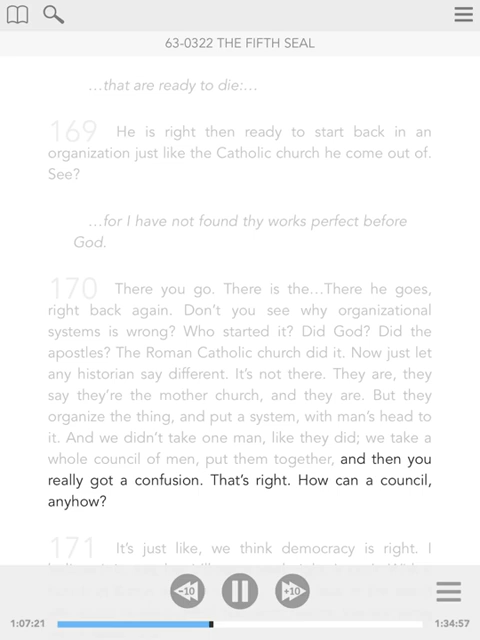 63-0322 THE FIFTH SEAL
…that are ready to die:…
169 He is right then ready to start back in an
organization just like the Catholic church he come out of.
See?
…for I have not found thy works perfect before
God.
170 There you go. There is the…There he goes,
right back again. Don't you see why organizational
systems is wrong? Who started it? Did God? Did the
apostles? The Roman Catholic church did it. Now just let
any historian say different. It's not there. They are, they
say they're the mother church, and they are. But they
organize the thing, and put a system, with man's head to
it. And we didn't take one man, like they did; we take a
whole council of men, put them together, and then you
really got a confusion. That's right. How can a council,
anyhow?
171 It's just like, we think democracy is right. I
-10
+10
1:07:21
1:34:57